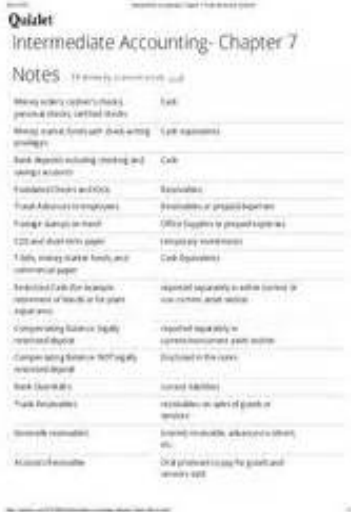 Quizlet
Intermediate Accounting- Chapter 7
Notes
Money orders, cashier's checks, Cash
personal checks, certified checks
Money market funds with check-writing Cash equivalents
privileges
Bank deposits including checking and Cash
savings accounts
Postdated Checks and IOUs Receivables
Travel Advances to employees Receivables or prepaid expenses
Postage stamps on hand Office Supplies or prepaid expenses
CDs and short-term paper temporary investments
T-bills, money market funds, and Cash Equivalents
commercial paper
Restricted Cash (for example reported separately in either current or
retirement of bonds or for plant non current asset section
expansion)
Compensating Balance: legally reported separately in
restricted deposit current/noncurrent asset section
Compensating Balance: NOT legally Disclosed in the notes
restricted deposit
Bank Overdrafts current liabilities
Trade Receivables receivables on sales of goods or
services
Nontrade receivables interest receivable, advances to officers,
etc.
Accounts Receivable Oral promises to pay for goods and
services sold